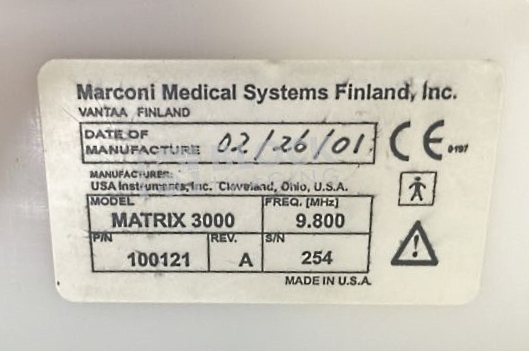 Marconi Medical Systems Finland, Inc.
VANTAA FINLAND
DATE OF MANUFACTURE 02/26/01
CE 0197
MANUFACTURER:
USA Instruments, Inc. Cleveland, Ohio, U.S.A.
MODEL FREQ. [MHz]
MATRIX 3000 9.800
P/N REV. S/N
100121 A 254
MADE IN U.S.A.